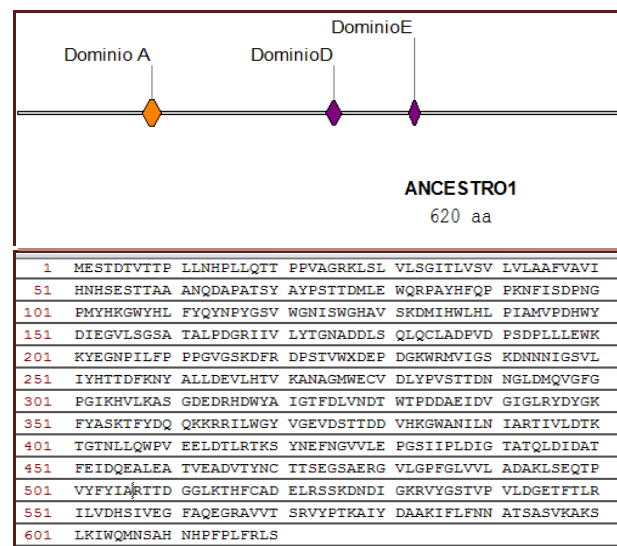 DominioE
Dominio A DominioD
ANCESTRO1
620 aa
1 MESTDTVTTP LLNHPLLQTT PPVAGRKLSL VLSGITLVSV LVLAAFVAVI
51 HNHSESTTAA ANQDAPATSY AYPSTTDMLE WQRPAYHFQP PKNFISDPNG
101 PMYHKGWYHL FYQYNPYGSV WGNISWGHAV SKDMIHWLHL PIAMVPDHWY
151 DIEGVLSGSA TALPDGRIIV LYTGNADDLS QLQCLADPVD PSDPLLLEWK
201 KYEGNPILFP PPGVGSKDFR DPSTVWXDEP DGKWRMVIGS KDNNNIGSVL
251 IYHTTDFKNY ALLDEVLHTV KANAGMWECV DLYPVSTTDN NGLDMQVGFG
301 PGIKHVLKAS GDEDRHDWYA IGTFDLVNDT WTPDDAEIDV GIGLRYDYGK
351 FYASKTFYDQ QKKRRILWGY VGEVDSTTDD VHKGWANILN IARTIVLDTK
401 TGTNLLQWPV EELDTLRTKS YNEFNGVVLE PGSIIPLDIG TATQLDIDAT
451 FEIDQEALEA TVEADVTYNC TTSEGSAERG VLGPFGLVVL ADAKLSEQTP
501 VYFYIARTTD GGLKTHFCAD ELRSSKDNDI GKRVYGSTVP VLDGETFTLR
551 ILVDHSIVEG FAQEGRAVVT SRVYPTKAIY DAAKIFLFNN ATSASVKAKS
601 LKIWQMNSAH NHPFPLFRLS